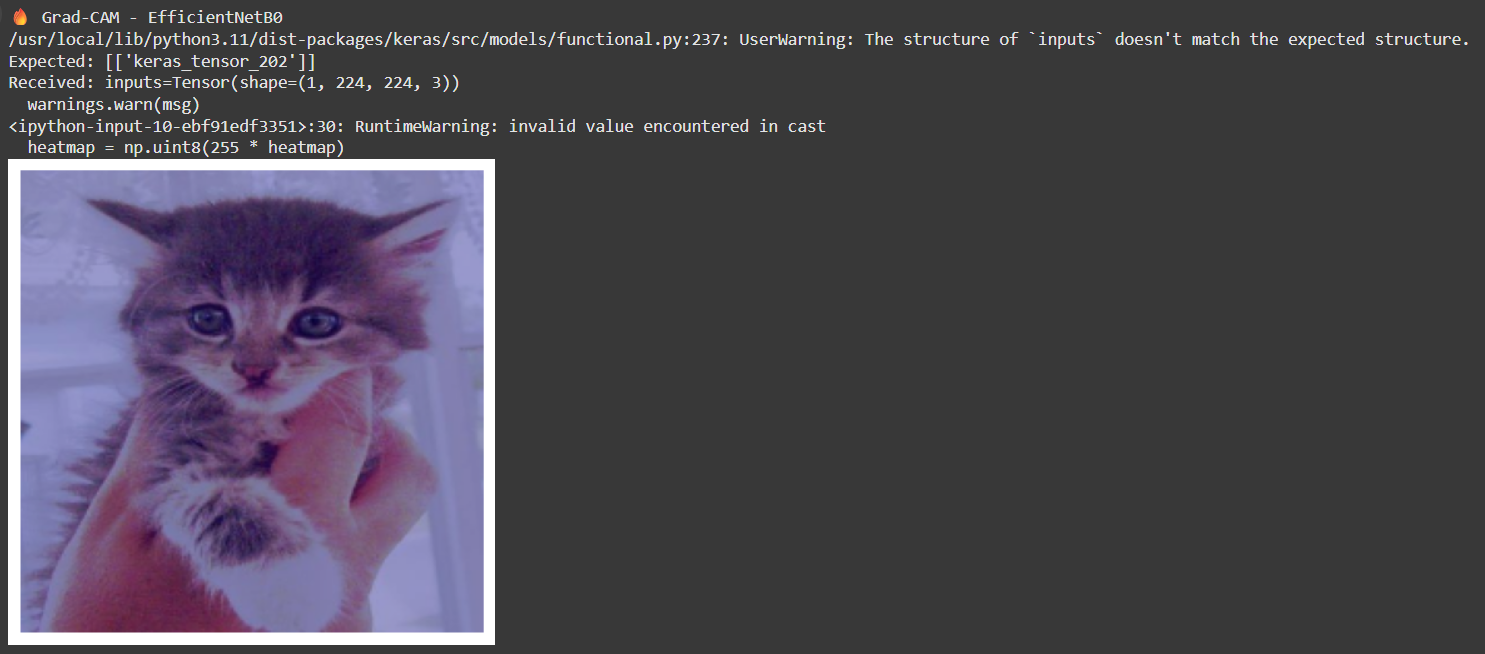 🔥 Grad-CAM - EfficientNetB0
/usr/local/lib/python3.11/dist-packages/keras/src/models/functional.py:237: UserWarning: The structure of `inputs` doesn't match the expected structure.
Expected: [['keras_tensor_202']]
Received: inputs=Tensor(shape=(1, 224, 224, 3))
  warnings.warn(msg)
<ipython-input-10-ebf91edf3351>:30: RuntimeWarning: invalid value encountered in cast
  heatmap = np.uint8(255 * heatmap)